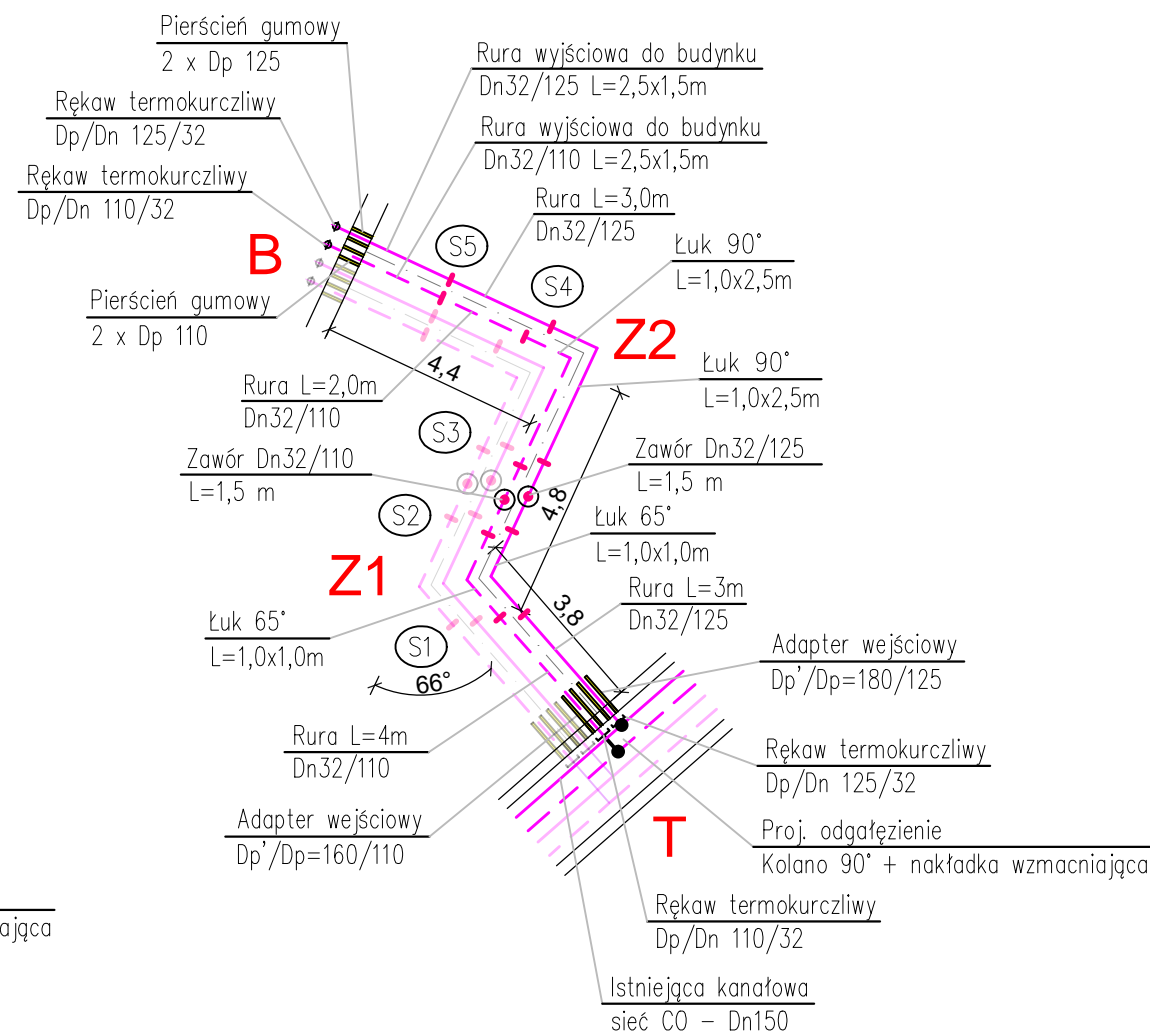 Pierścień gumowy
2 x Dp 125
Rura wyjściowa do budynku
Dn32/125 L=2,5x1,5m
Rękaw termokurczliwy
Dp/Dn 125/32
Rura wyjściowa do budynku
Dn32/110 L=2,5x1,5m
Rękaw termokurczliwy
Dp/Dn 110/32
Rura L=3,0m
Dn32/125
B
S5
Łuk 90°
L=1,0x2,5m
S4
Pierścień gumowy
2 x Dp 110
Z2
4,4
Łuk 90°
L=1,0x2,5m
Rura L=2,0m
Dn32/110
S3
Zawór Dn32/110
L=1,5 m
Zawór Dn32/125
L=1,5 m
4,8
S2
Łuk 65°
L=1,0x1,0m
Z1
Rura L=3m
Dn32/125
3,8
Łuk 65°
L=1,0x1,0m
S1
66°
Adapter wejściowy
Dp'/Dp=180/125
Rura L=4m
Dn32/110
Rękaw termokurczliwy
Dp/Dn 125/32
Adapter wejściowy
Dp'/Dp=160/110
T
Proj. odgałęzienie
Kolano 90° + nakładka wzmacniająca
Rękaw termokurczliwy
Dp/Dn 110/32
ająca
Istniejąca kanałowa
sieć CO - Dn150